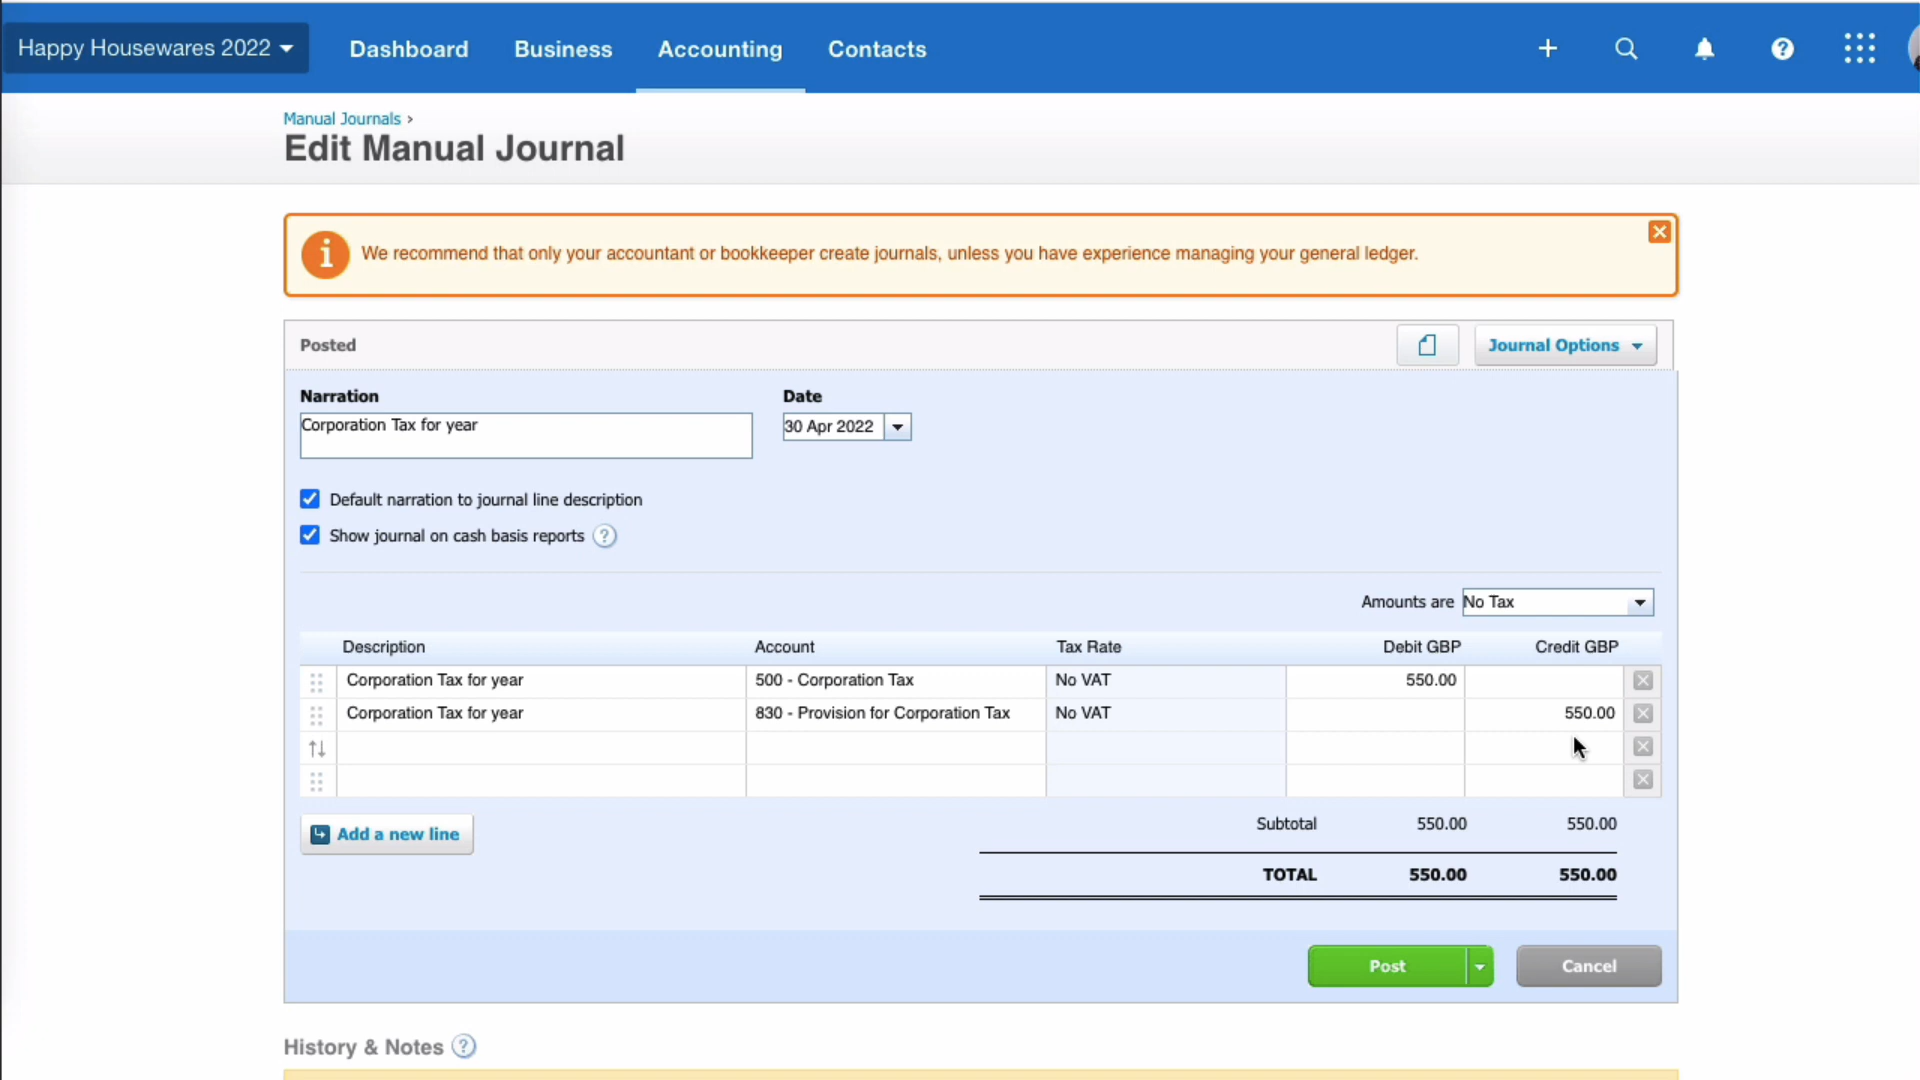 Happy Housewares 2022 Dashboard Business Accounting Contacts
Manual Journals ›
Edit Manual Journal
We recommend that only your accountant or bookkeeper create journals, unless you have experience managing your general ledger.
Posted
Journal Options
Narration Date
Corporation Tax for year 30 Apr 2022
Default narration to journal line description
Show journal on cash basis reports ?
Amounts are No Tax
Description Account Tax Rate Debit GBP Credit GBP
Corporation Tax for year 500 - Corporation Tax No VAT 550.00
Corporation Tax for year 830 - Provision for Corporation Tax No VAT 550.00
Add a new line
Subtotal 550.00 550.00
TOTAL 550.00 550.00
Post Cancel
History & Notes ?